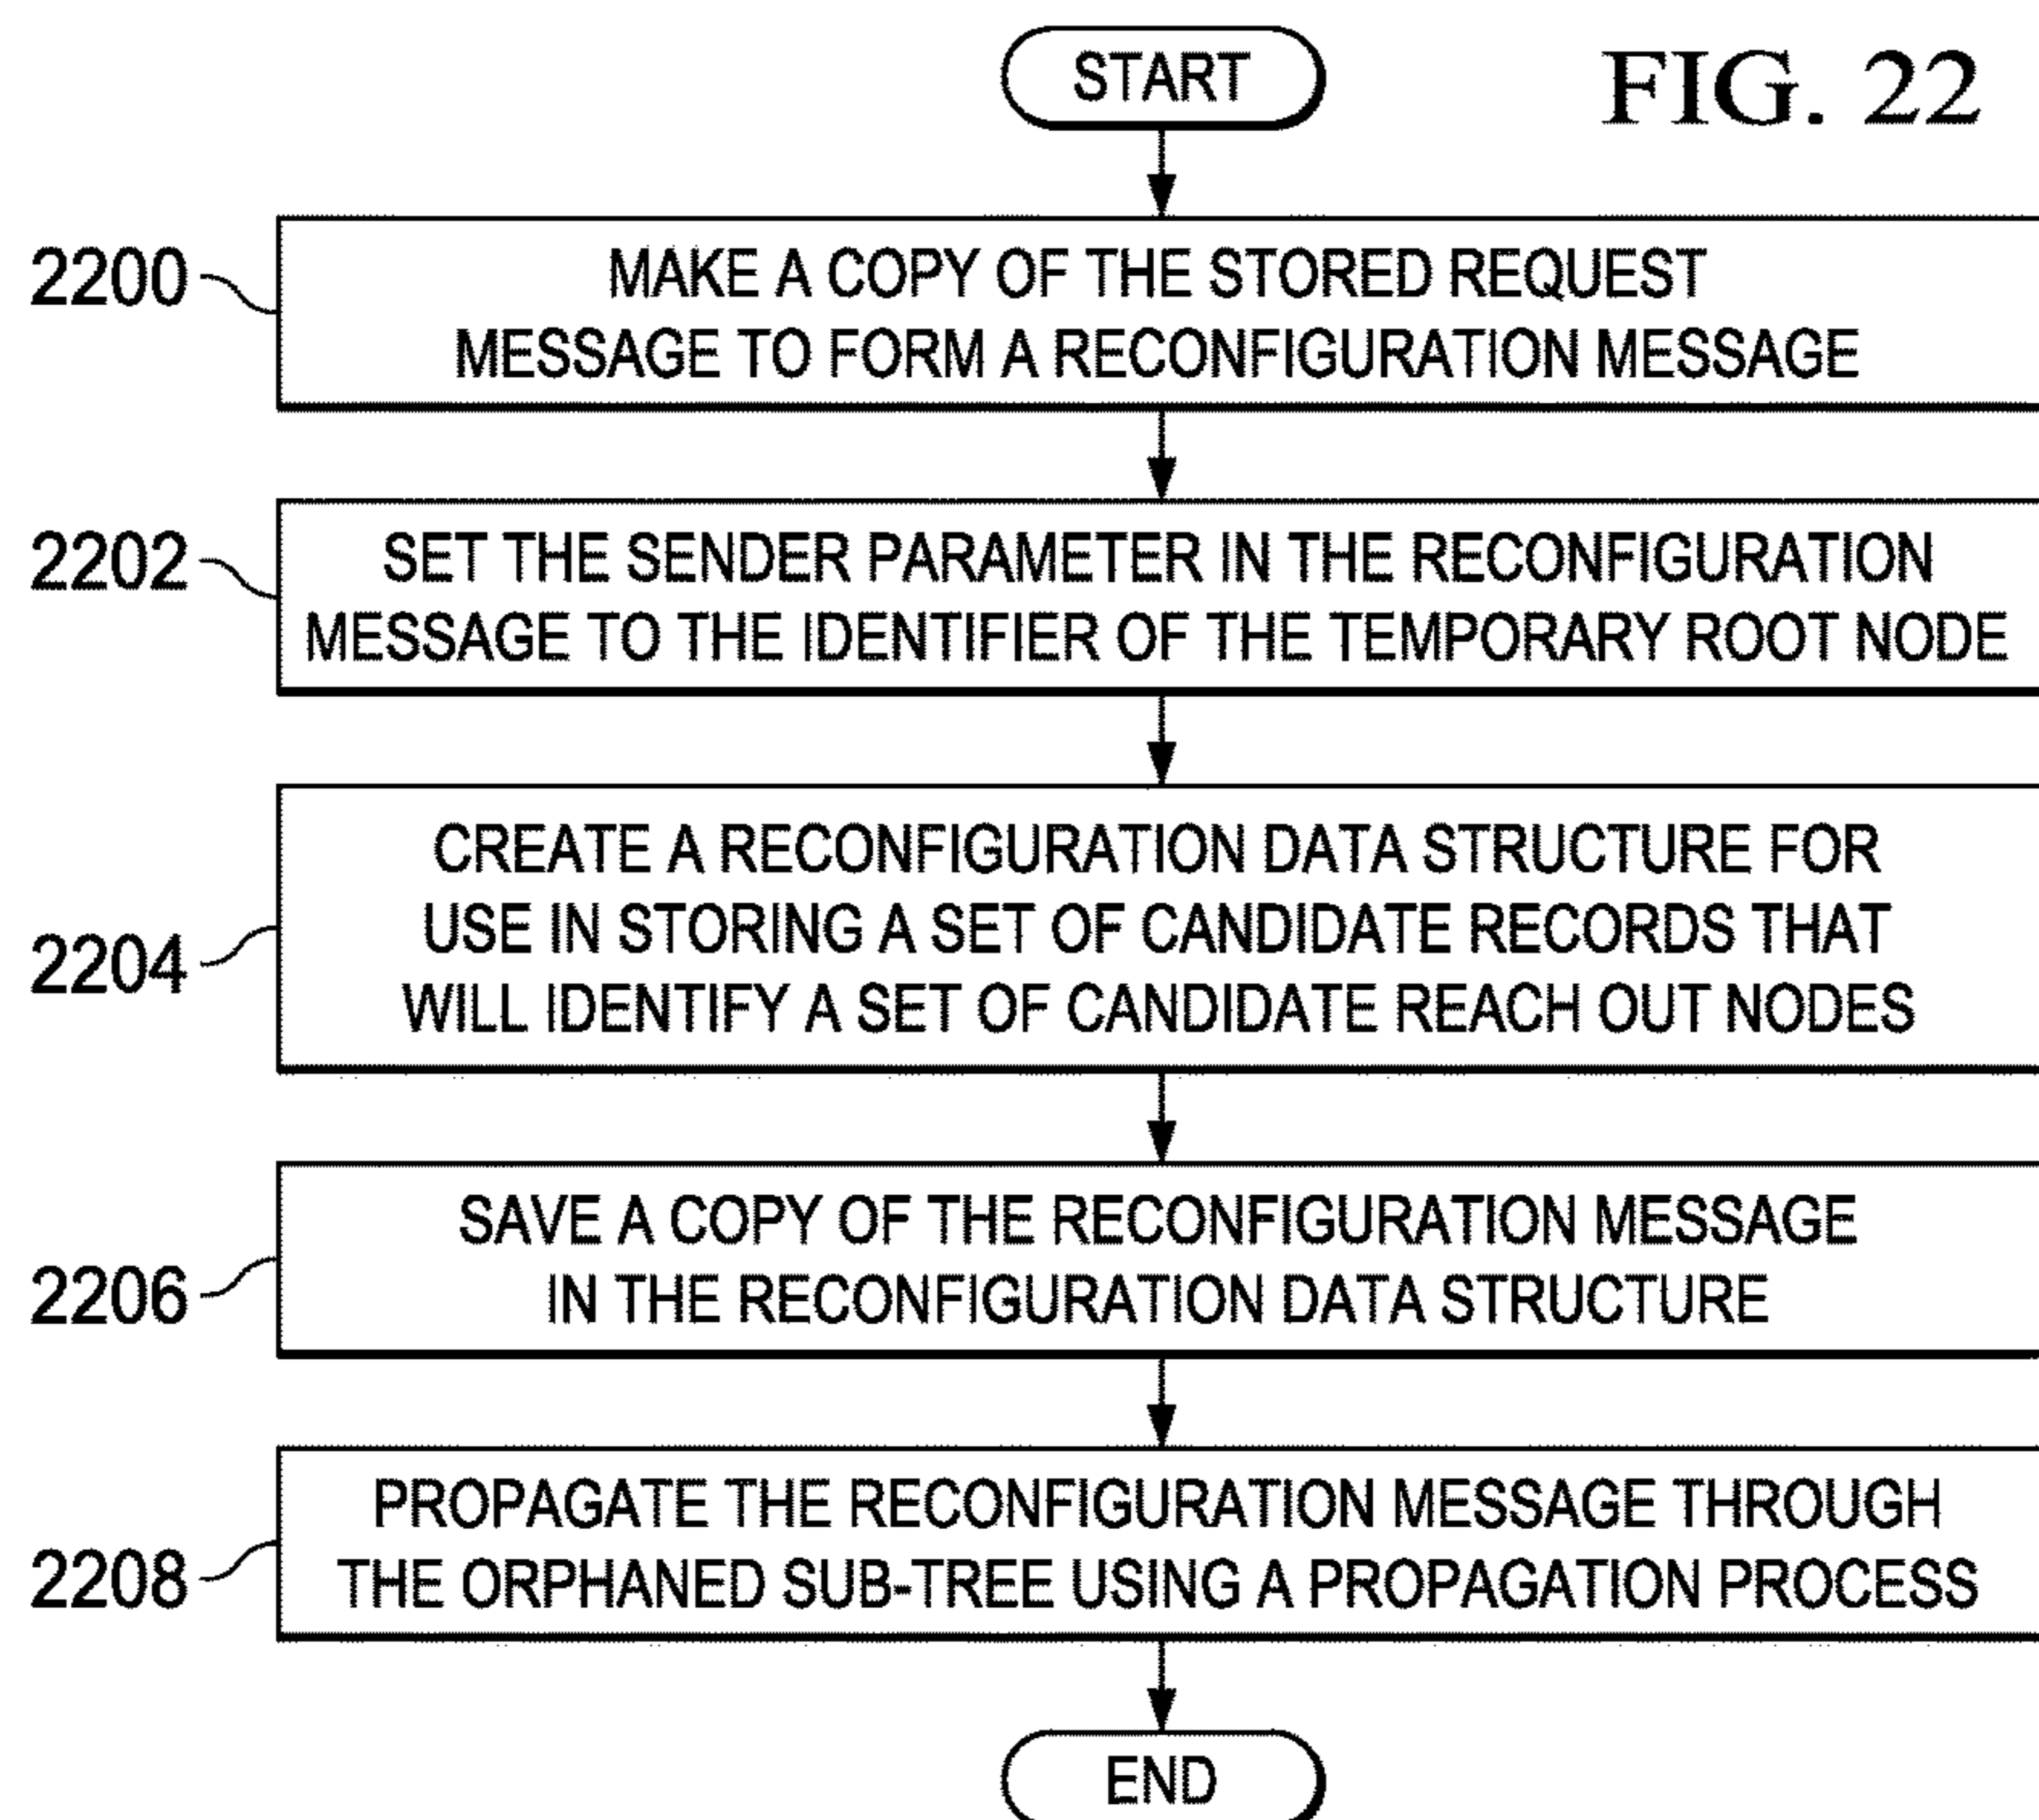 START
FIG. 22
2200
MAKE A COPY OF THE STORED REQUEST
MESSAGE TO FORM A RECONFIGURATION MESSAGE
2202
SET THE SENDER PARAMETER IN THE RECONFIGURATION
MESSAGE TO THE IDENTIFIER OF THE TEMPORARY ROOT NODE
2204
CREATE A RECONFIGURATION DATA STRUCTURE FOR
USE IN STORING A SET OF CANDIDATE RECORDS THAT
WILL IDENTIFY A SET OF CANDIDATE REACH OUT NODES
2206
SAVE A COPY OF THE RECONFIGURATION MESSAGE
IN THE RECONFIGURATION DATA STRUCTURE
2208
PROPAGATE THE RECONFIGURATION MESSAGE THROUGH
THE ORPHANED SUB-TREE USING A PROPAGATION PROCESS
END